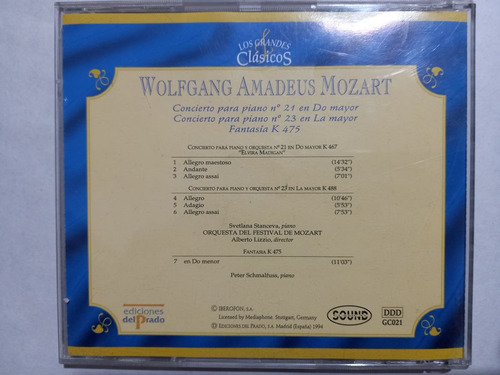 LOS GRANDES
Clásicos
WOLFGANG AMADEUS MOZART
Concierto para piano nº 21 en Do mayor
Concierto para piano nº 23 en La mayor
Fantasía K 475
CONCIERTO PARA PIANO Y ORQUESTA Nº 21 EN DO MAYOR K 467
"ELVIRA MADIGAN"
1 Allegro maestoso (14'32")
2 Andante (5'34")
3 Allegro assai (7'01")
CONCIERTO PARA PIANO Y ORQUESTA Nº 23 EN LA MAYOR K 488
4 Allegro (10'46")
5 Adagio (5'53")
6 Allegro assai (7'53")
Svetlana Stanceva, piano
ORQUESTA DEL FESTIVAL DE MOZART
Alberto Lizzio, director
FANTASIA K 475
7 en Do menor (11'03")
Peter Schmalfuss, piano
ediciones
del Prado
Ⓒ IBEROFON, S.A.
Licensed by Mediaphon. Stuttgart, Germany
Ⓟ EDICIONES DEL PRADO, S.A. Madrid (España) 1994
SOUND
DDD
GC021